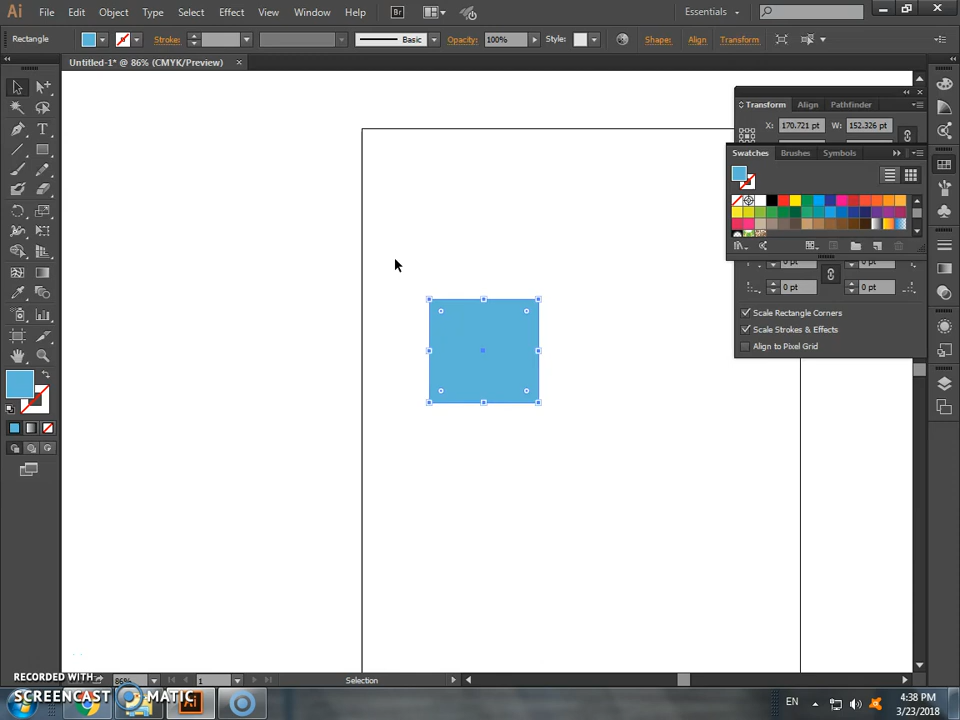 Ai File Edit Object Type Select Effect View Window Help Br Essentials
Rectangle Stroke: Basic Opacity: 100% Style: Shape: Align Transform
Untitled-1* @ 86% (CMYK/Preview) ×
Transform Align Pathfinder
X: 170.721 pt W: 152.326 pt
Swatches Brushes Symbols
0 pt 0 pt
0 pt 0 pt
Scale Rectangle Corners
Scale Strokes & Effects
Align to Pixel Grid
86% 1 Selection
RECORDED WITH
SCREENCAST MATIC
Ai EN 4:38 PM
3/23/2018